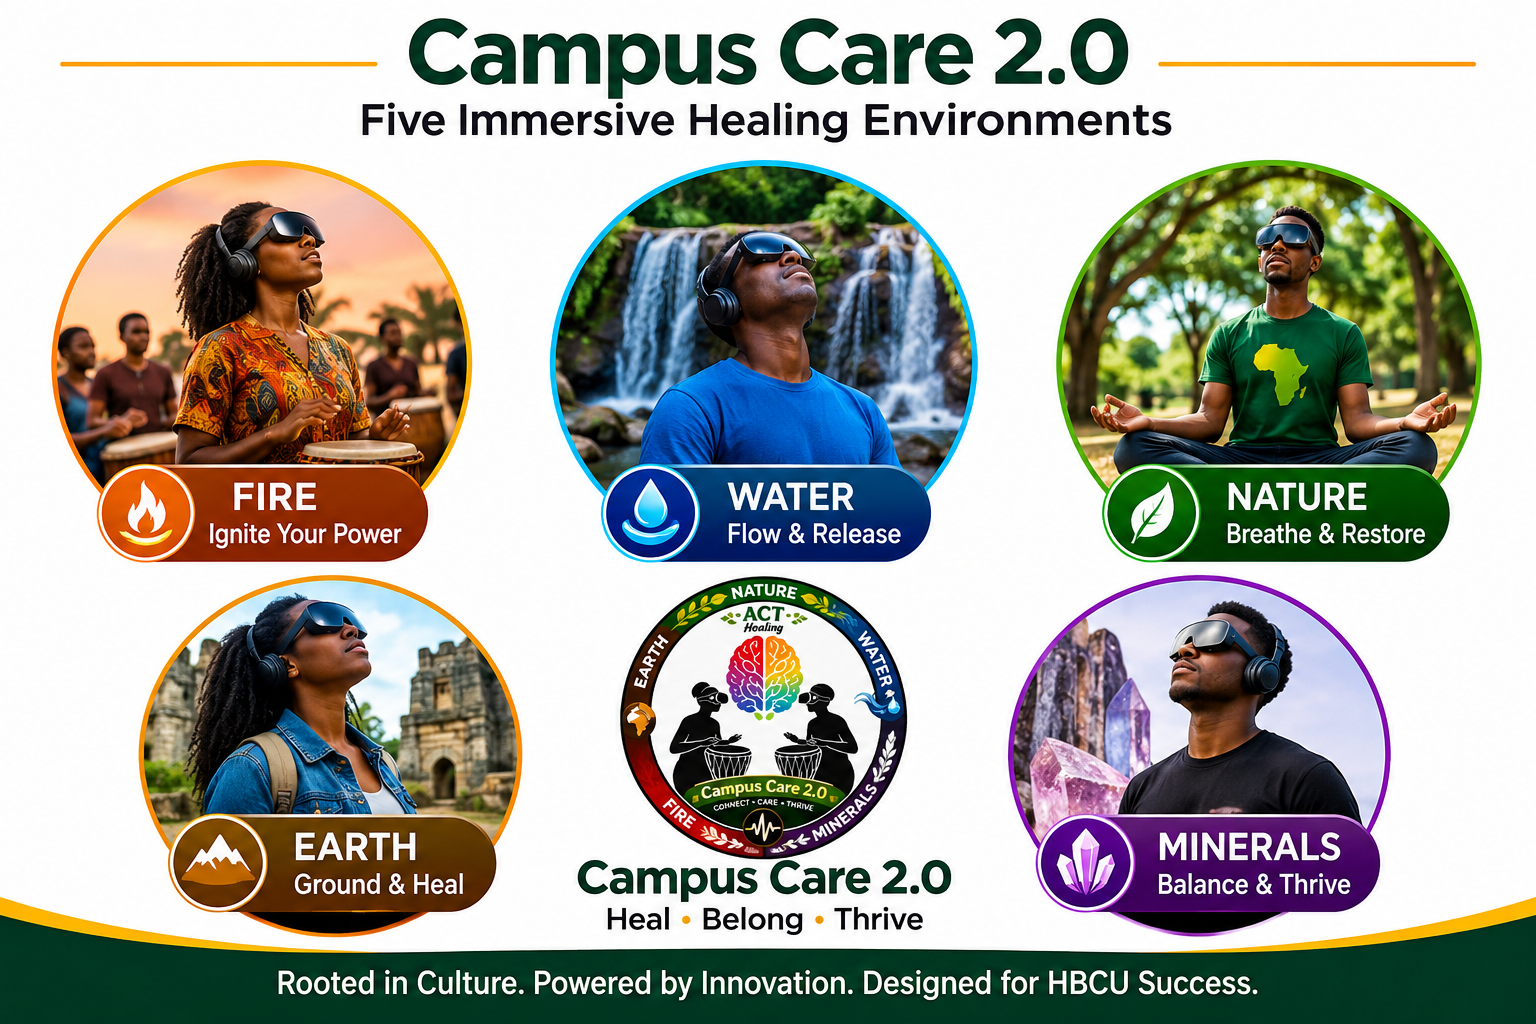 Campus Care 2.0
Five Immersive Healing Environments
FIRE
Ignite Your Power
WATER
Flow & Release
NATURE
Breathe & Restore
EARTH
Ground & Heal
NATURE
ACT
Healing
EARTH
WATER
FIRE
MINERALS
Campus Care 2.0
CONNECT • CARE • THRIVE
Campus Care 2.0
Heal • Belong • Thrive
MINERALS
Balance & Thrive
Rooted in Culture. Powered by Innovation. Designed for HBCU Success.